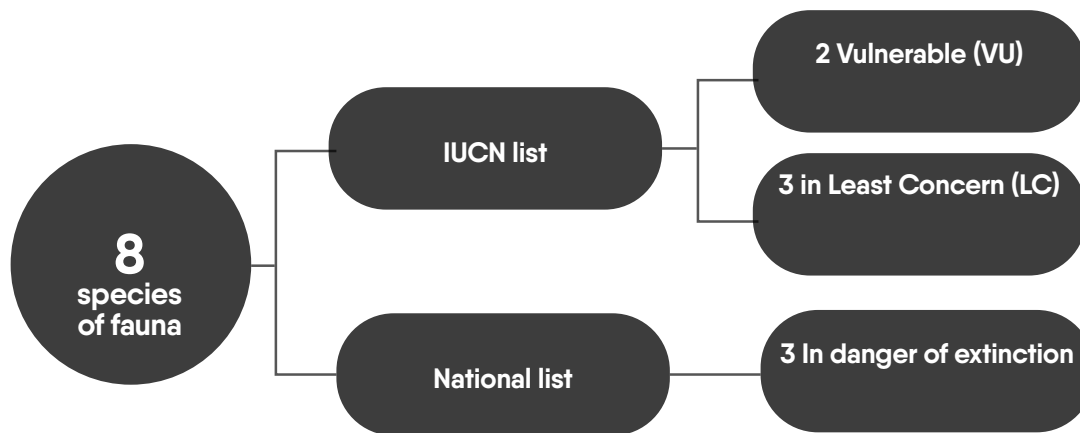 8
species
of fauna
IUCN list
2 Vulnerable (VU)
3 in Least Concern (LC)
National list
3 In danger of extinction